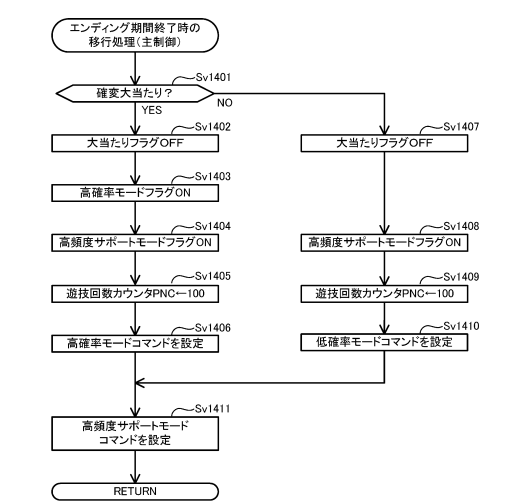 エンディング期間終了時の
移行処理(主制御)
Sv1401
確変大当たり?
YES
NO
Sv1402
大当たりフラグOFF
Sv1403
高確率モードフラグON
Sv1404
高頻度サポートモードフラグON
Sv1405
遊技回数カウンタPNC←100
Sv1406
高確率モードコマンドを設定
Sv1407
大当たりフラグOFF
Sv1408
高頻度サポートモードフラグON
Sv1409
遊技回数カウンタPNC←100
Sv1410
低確率モードコマンドを設定
Sv1411
高頻度サポートモード
コマンドを設定
RETURN